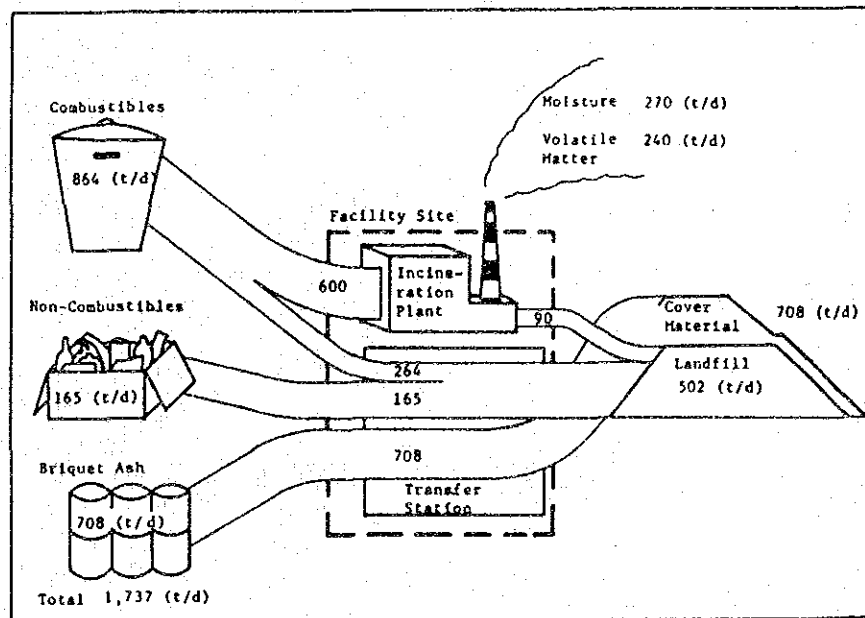 Combustibles
864 (t/d)
Moisture 270 (t/d)
Volatile 240 (t/d)
Matter
Facility Site
600
Incine-
ration
Plant
Non-Combustibles
165 (t/d)
90
Cover
Material
708 (t/d)
264
165
Landfill
502 (t/d)
Briquet Ash
708 (t/d)
708
Transfer
Station
Total 1,737 (t/d)